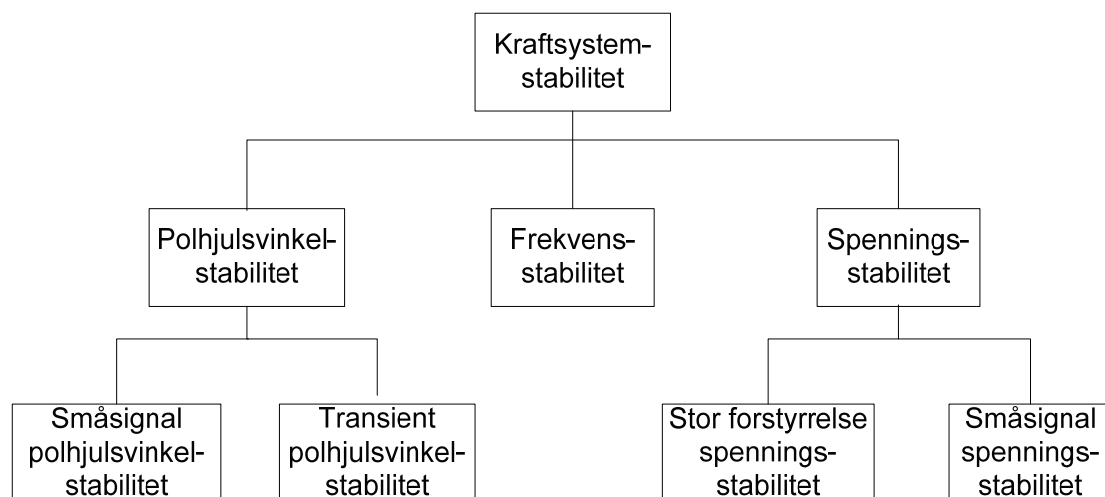 Kraftsystem-
stabilitet
Polhjulsvinkel-
stabilitet
Frekvens-
stabilitet
Spennings-
stabilitet
Småsignal
polhjulsvinkel-
stabilitet
Transient
polhjulsvinkel-
stabilitet
Stor forstyrrelse
spennings-
stabilitet
Småsignal
spennings-
stabilitet